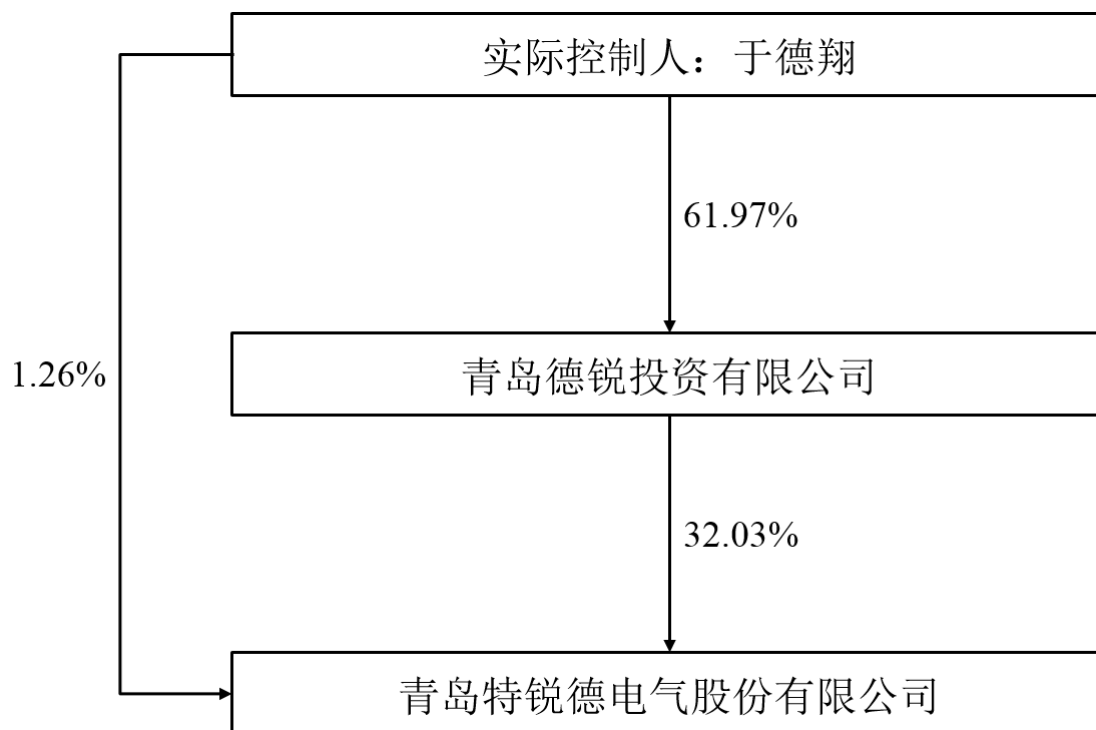 实际控制人：于德翔
61.97%
青岛德锐投资有限公司
1.26%
32.03%
青岛特锐德电气股份有限公司